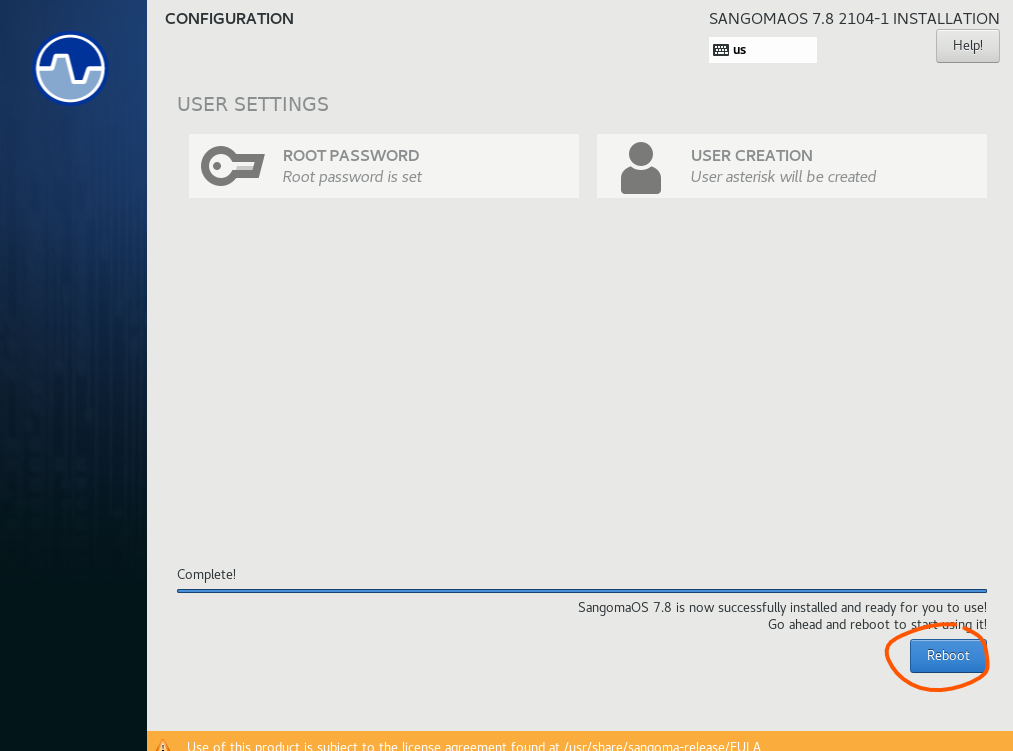 CONFIGURATION
SANGOMAOS 7.8 2104-1 INSTALLATION
us
Help!
USER SETTINGS
ROOT PASSWORD
Root password is set
USER CREATION
User asterisk will be created
Complete!
SangomaOS 7.8 is now successfully installed and ready for you to use!
Go ahead and reboot to start using it!
Reboot
Use of this product is subject to the license agreement found at /usr/share/sangoma-release/EULA